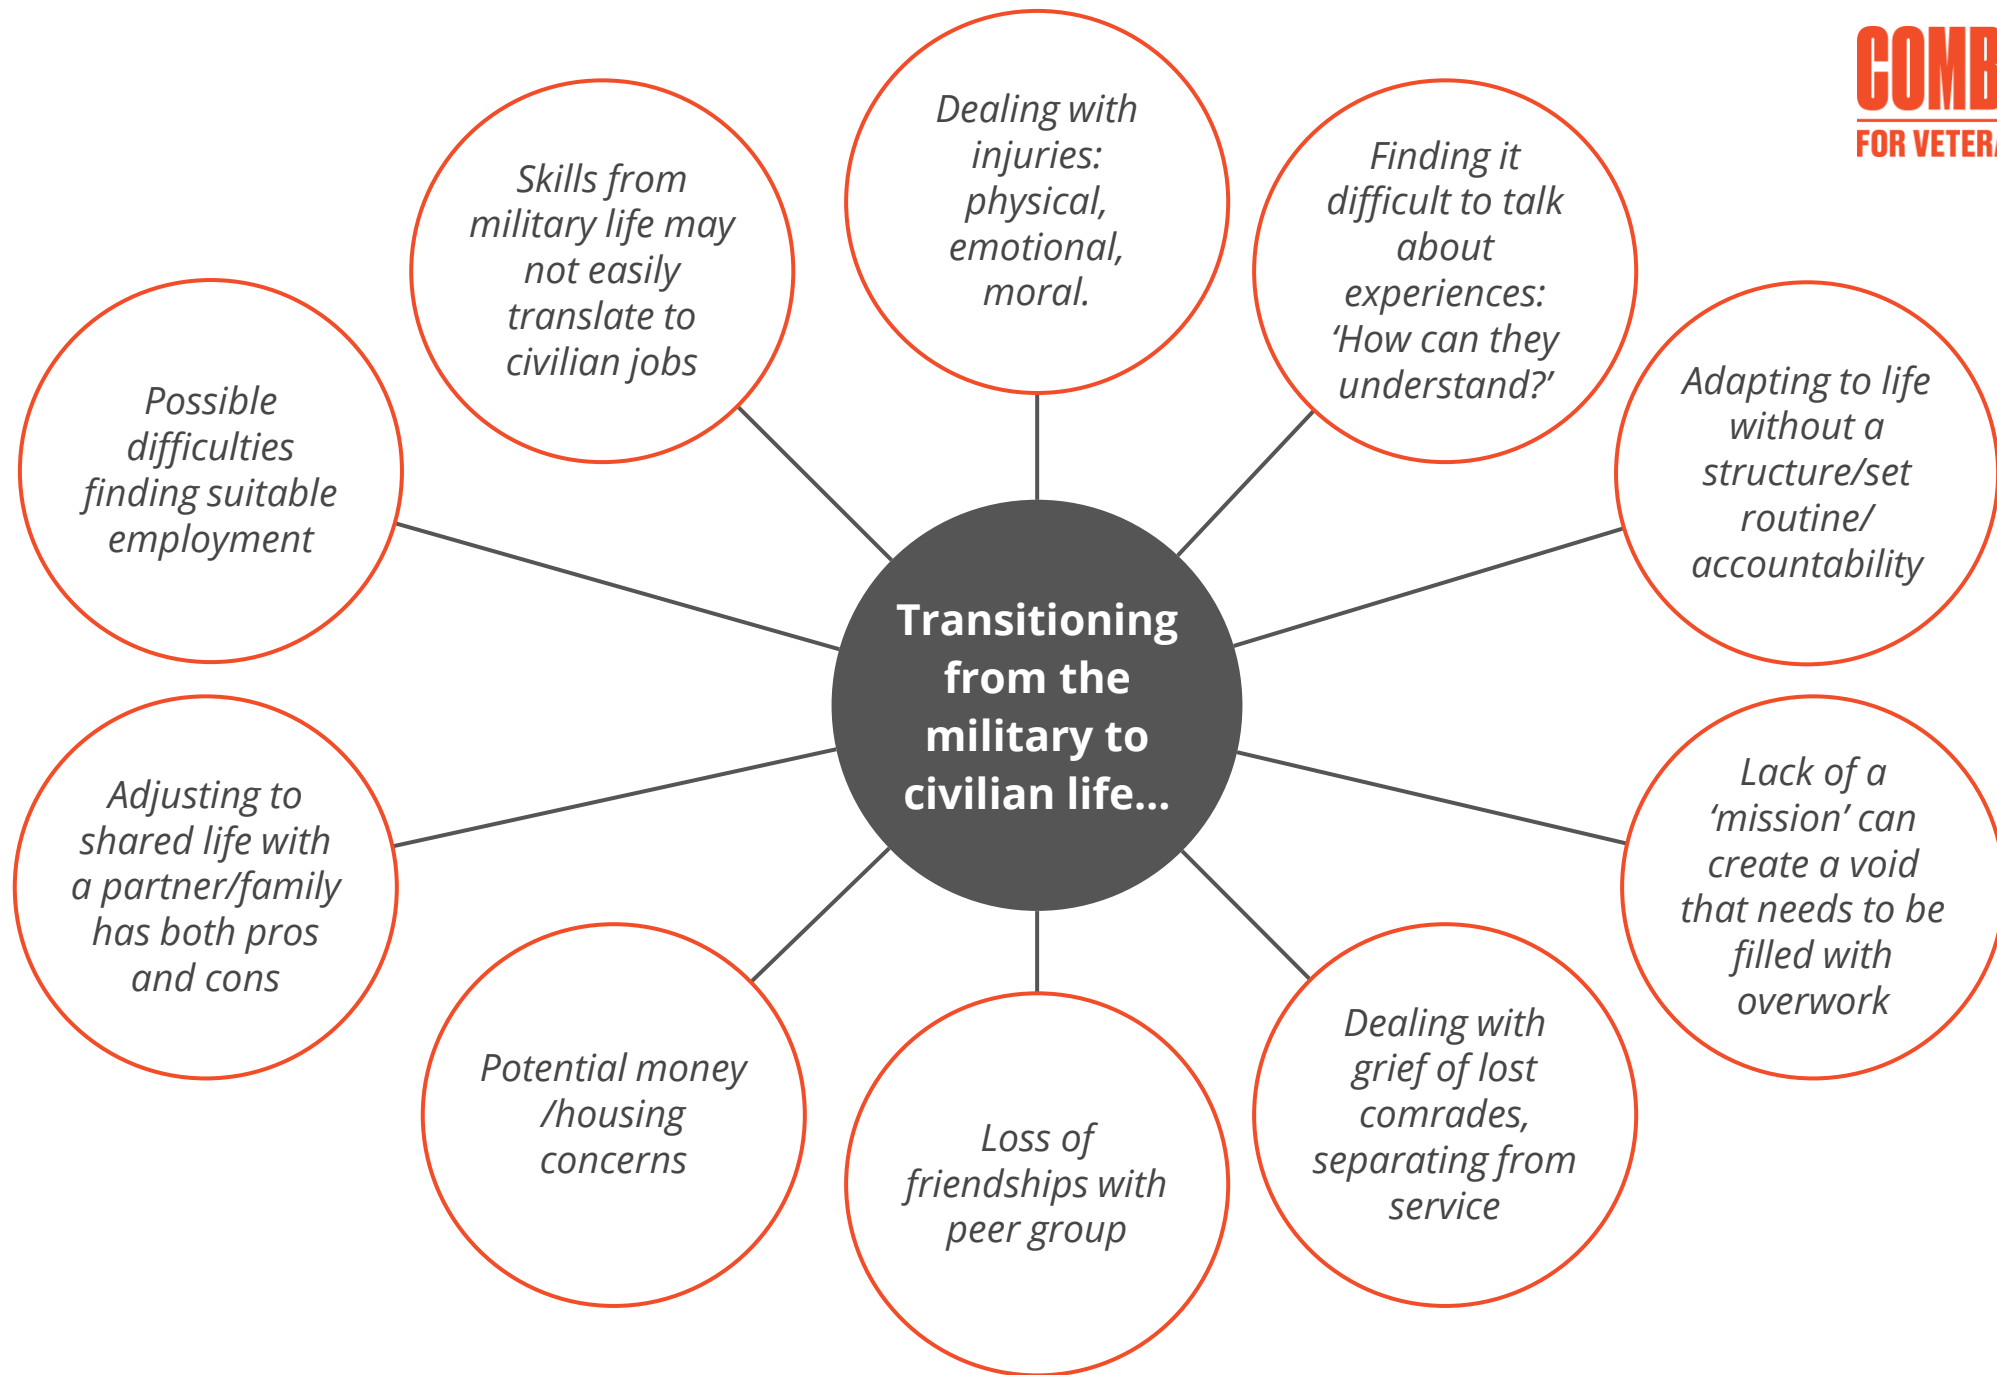 COMB
FOR VETERA
Dealing with
injuries:
physical,
emotional,
moral.
Finding it
difficult to talk
about
experiences:
‘How can they
understand?’
Adapting to life
without a
structure/set
routine/
accountability
Lack of a
‘mission’ can
create a void
that needs to be
filled with
overwork
Dealing with
grief of lost
comrades,
separating from
service
Loss of
friendships with
peer group
Potential money
/housing
concerns
Adjusting to
shared life with
a partner/family
has both pros
and cons
Possible
difficulties
finding suitable
employment
Skills from
military life may
not easily
translate to
civilian jobs
Transitioning
from the
military to
civilian life...